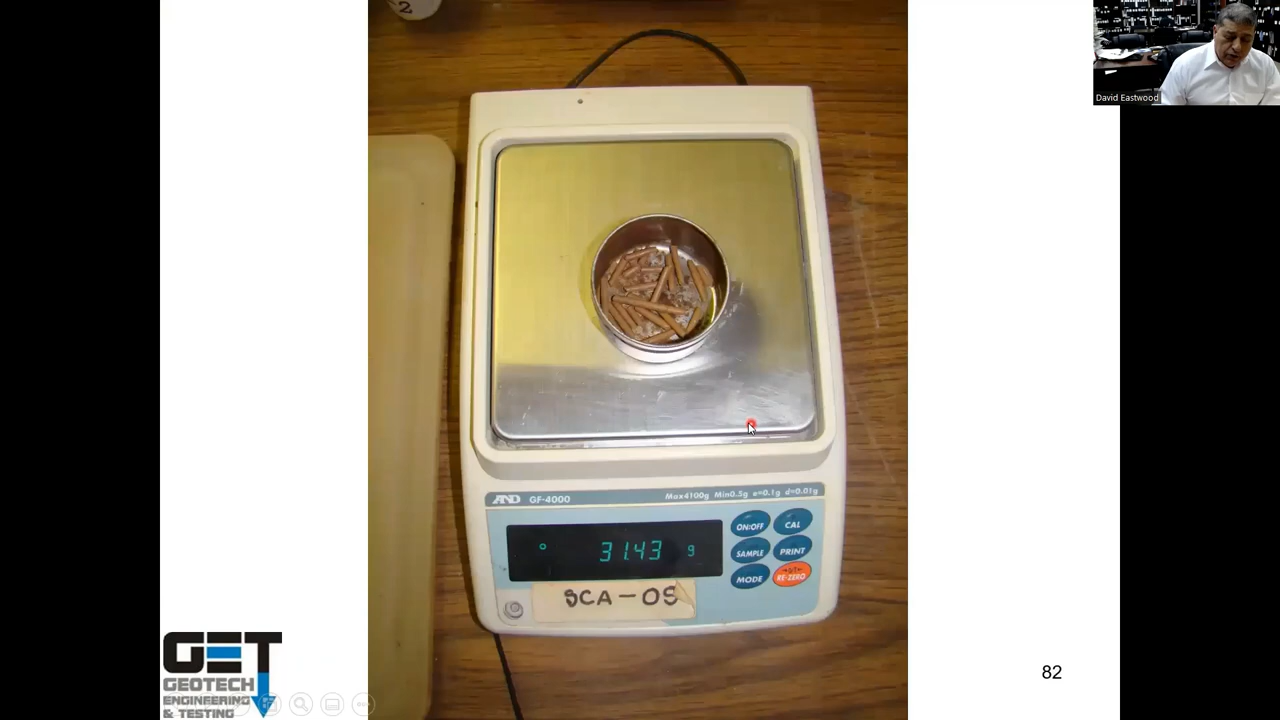 2
David Eastwood
AND GF-4000 Max4100g Min0.5g e=0.1g d=0.01g
ON:OFF CAL
31.43 g
SAMPLE PRINT
MODE RE-ZERO
SCA-OS
GET
GEOTECH
ENGINEERING
& TESTING
82